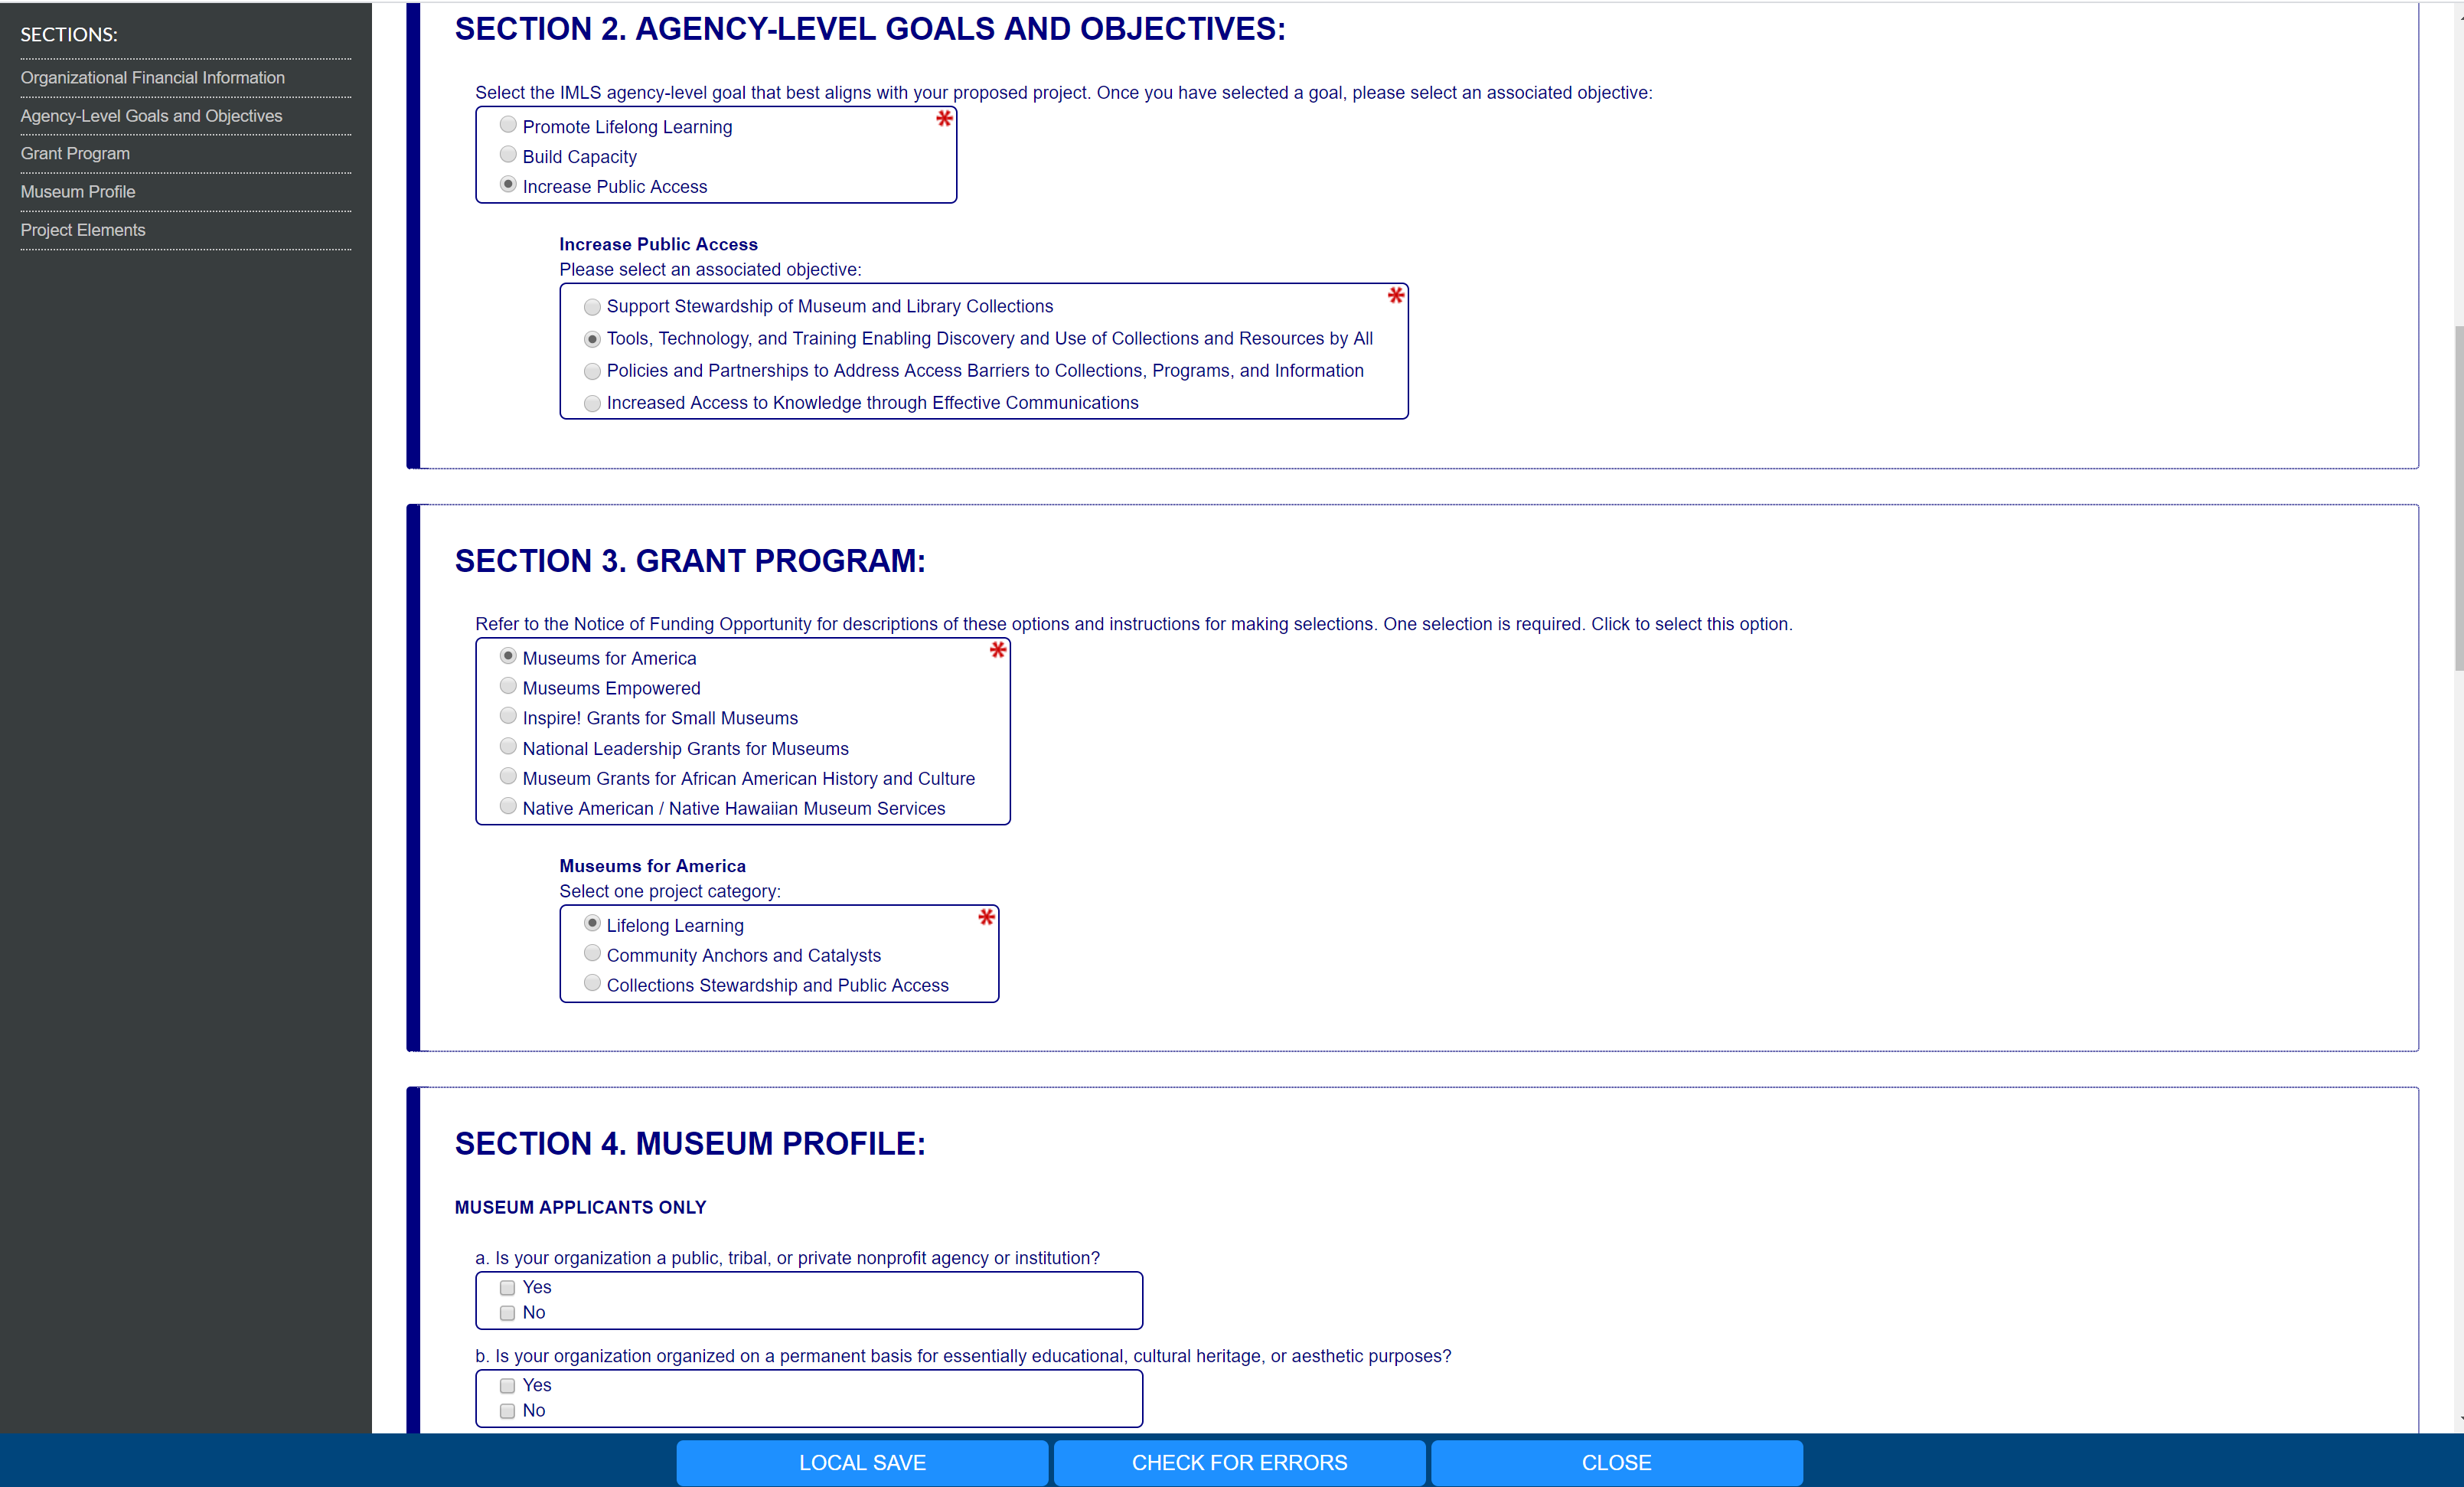 SECTIONS:
Organizational Financial Information
Agency-Level Goals and Objectives
Grant Program
Museum Profile
Project Elements
SECTION 2. AGENCY-LEVEL GOALS AND OBJECTIVES:
Select the IMLS agency-level goal that best aligns with your proposed project. Once you have selected a goal, please select an associated objective:
Promote Lifelong Learning
Build Capacity
Increase Public Access
Increase Public Access
Please select an associated objective:
Support Stewardship of Museum and Library Collections
Tools, Technology, and Training Enabling Discovery and Use of Collections and Resources by All
Policies and Partnerships to Address Access Barriers to Collections, Programs, and Information
Increased Access to Knowledge through Effective Communications
SECTION 3. GRANT PROGRAM:
Refer to the Notice of Funding Opportunity for descriptions of these options and instructions for making selections. One selection is required. Click to select this option.
Museums for America
Museums Empowered
Inspire! Grants for Small Museums
National Leadership Grants for Museums
Museum Grants for African American History and Culture
Native American / Native Hawaiian Museum Services
Museums for America
Select one project category:
Lifelong Learning
Community Anchors and Catalysts
Collections Stewardship and Public Access
SECTION 4. MUSEUM PROFILE:
MUSEUM APPLICANTS ONLY
a. Is your organization a public, tribal, or private nonprofit agency or institution?
Yes
No
b. Is your organization organized on a permanent basis for essentially educational, cultural heritage, or aesthetic purposes?
Yes
No
LOCAL SAVE
CHECK FOR ERRORS
CLOSE